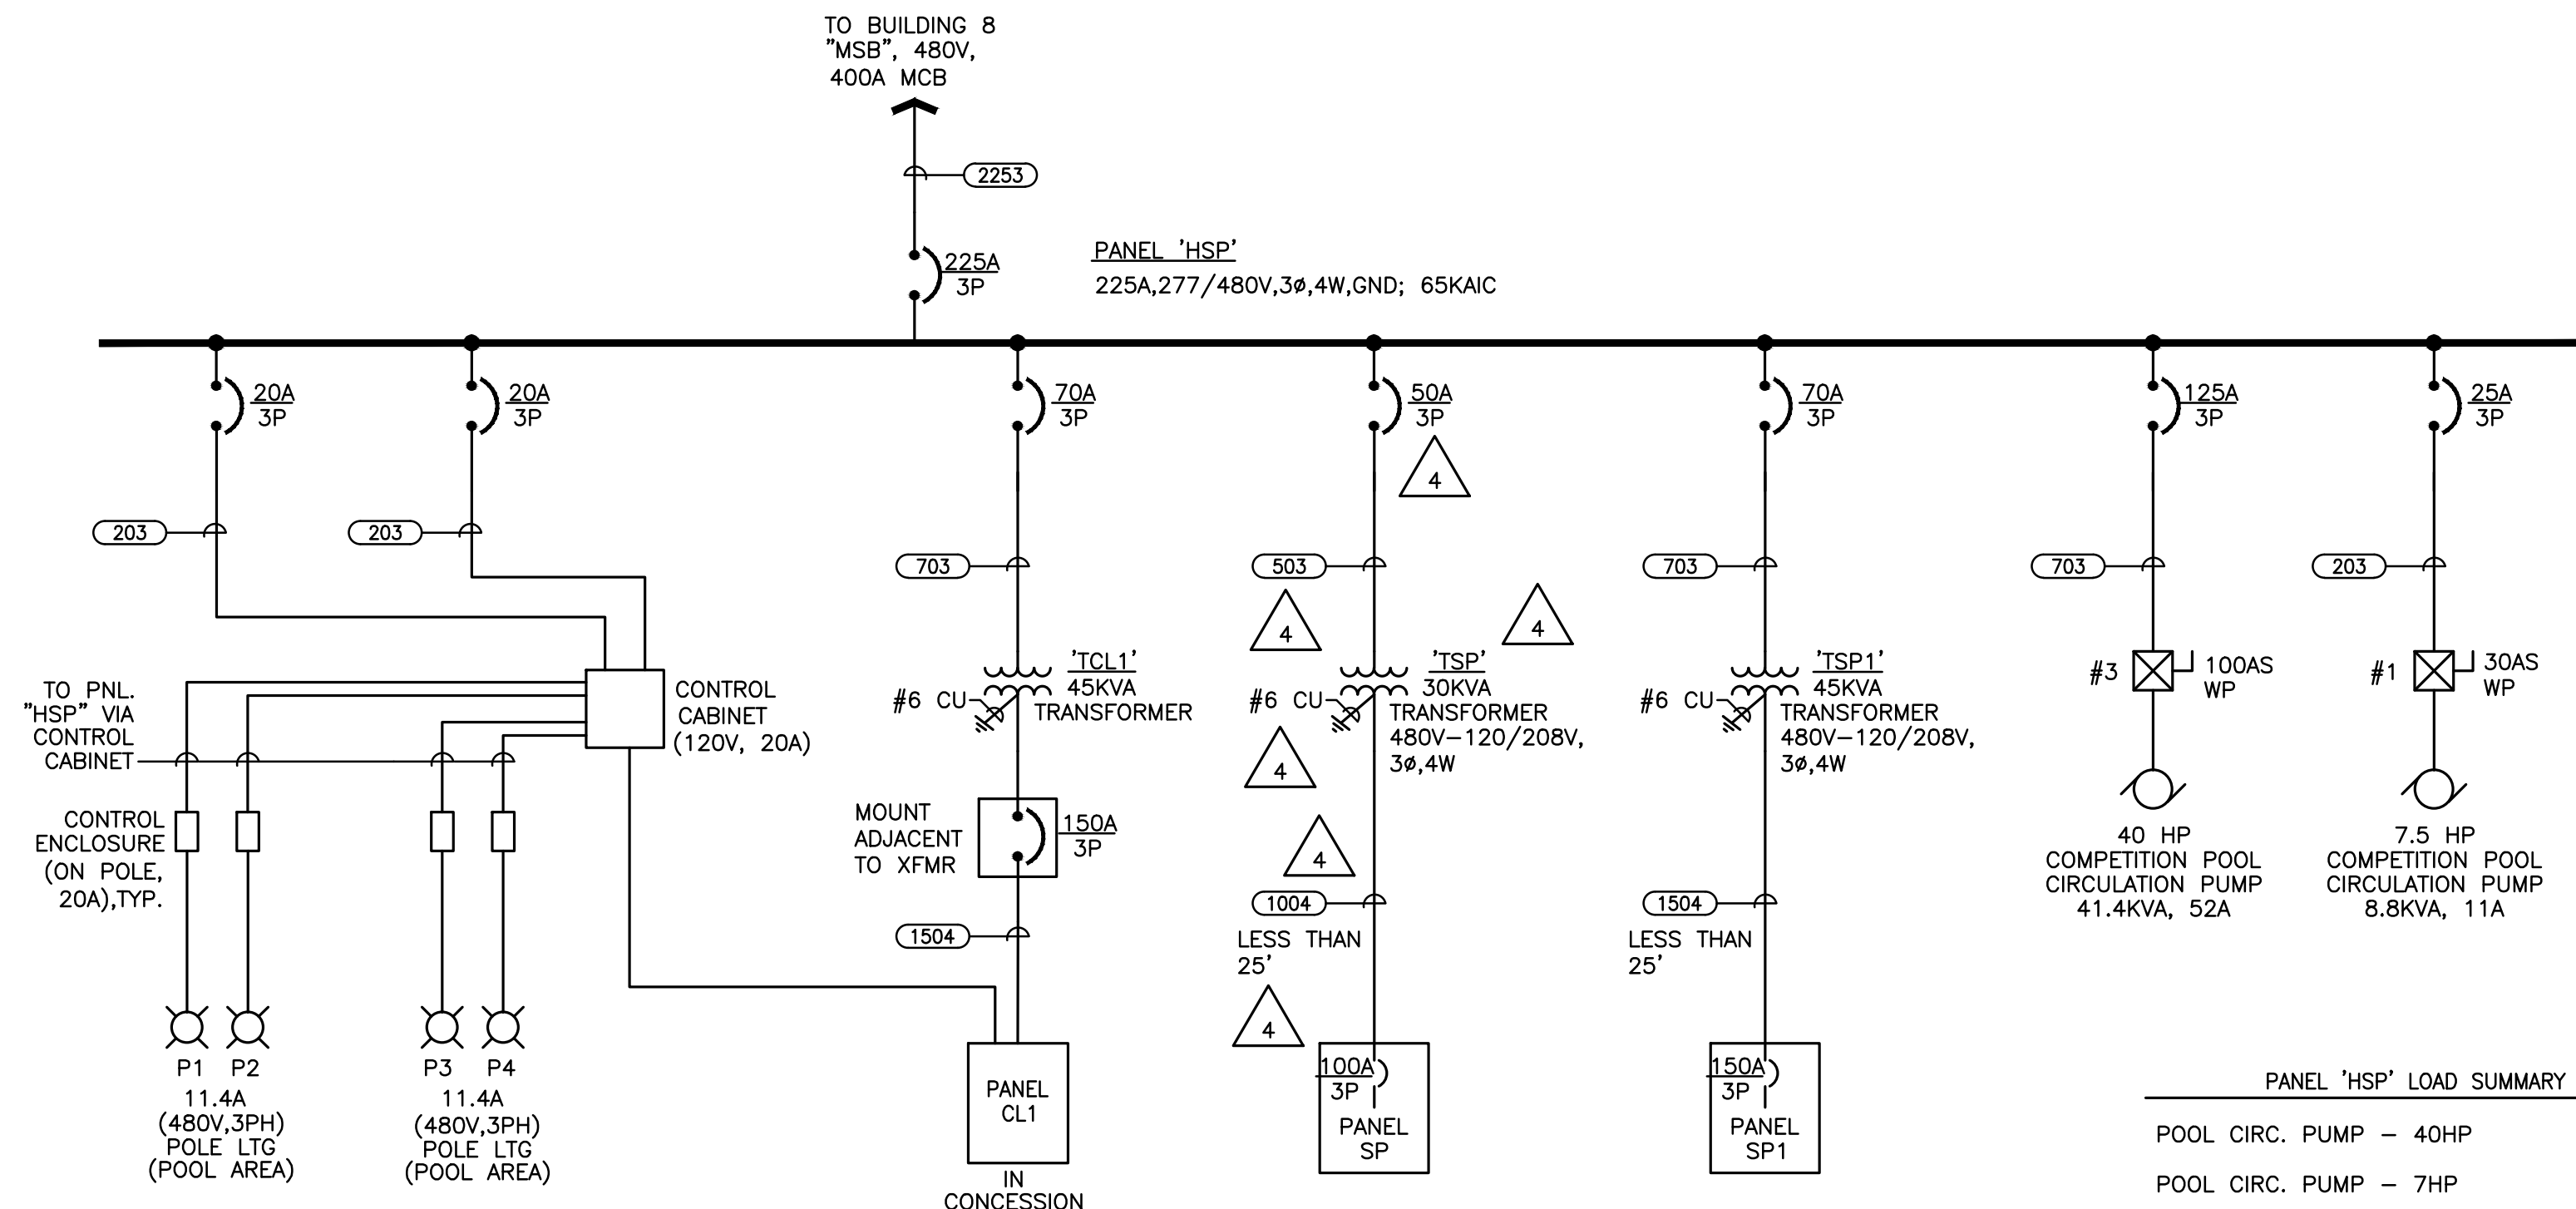 TO BUILDING 8
"MSB", 480V,
400A MCB
2253
225A
3P
PANEL 'HSP'
225A,277/480V,3ø,4W,GND; 65KAIC
20A
3P
20A
3P
70A
3P
50A
3P
70A
3P
125A
3P
25A
3P
4
203
203
703
503
703
703
203
4
4
'TCL1'
45KVA
TRANSFORMER
#6 CU
'TSP'
30KVA
TRANSFORMER
480V-120/208V,
3ø,4W
#6 CU
'TSP1'
45KVA
TRANSFORMER
480V-120/208V,
3ø,4W
#6 CU
#3
100AS
WP
#1
30AS
WP
TO PNL.
"HSP" VIA
CONTROL
CABINET
CONTROL
CABINET
(120V, 20A)
4
CONTROL
ENCLOSURE
(ON POLE,
20A),TYP.
MOUNT
ADJACENT
TO XFMR
150A
3P
4
40 HP
COMPETITION POOL
CIRCULATION PUMP
41.4KVA, 52A
7.5 HP
COMPETITION POOL
CIRCULATION PUMP
8.8KVA, 11A
1504
1004
LESS THAN
25'
1504
LESS THAN
25'
4
P1
P2
11.4A
(480V,3PH)
POLE LTG
(POOL AREA)
P3
P4
11.4A
(480V,3PH)
POLE LTG
(POOL AREA)
PANEL
CL1
IN
CONCESSION
100A
3P
PANEL
SP
150A
3P
PANEL
SP1
PANEL 'HSP' LOAD SUMMARY
POOL CIRC. PUMP - 40HP
POOL CIRC. PUMP - 7HP